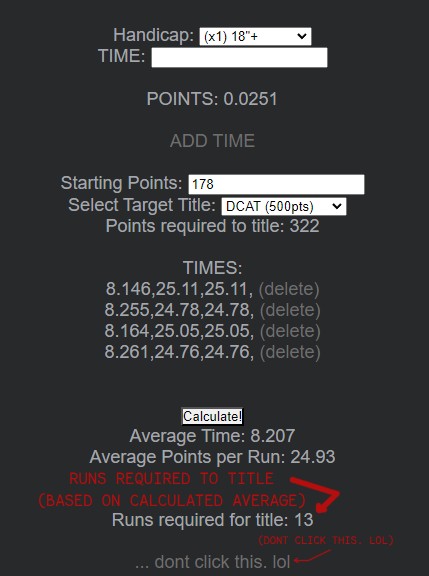 Handicap: (x1) 18"+
TIME:
POINTS: 0.0251
ADD TIME
Starting Points: 178
Select Target Title: DCAT (500pts)
Points required to title: 322
TIMES:
8.146,25.11,25.11, (delete)
8.255,24.78,24.78, (delete)
8.164,25.05,25.05, (delete)
8.261,24.76,24.76, (delete)
Calculate!
Average Time: 8.207
Average Points per Run: 24.93
RUNS REQUIRED TO TITLE
(BASED ON CALCULATED AVERAGE)
Runs required for title: 13
(DONT CLICK THIS. LOL)
... dont click this. lol